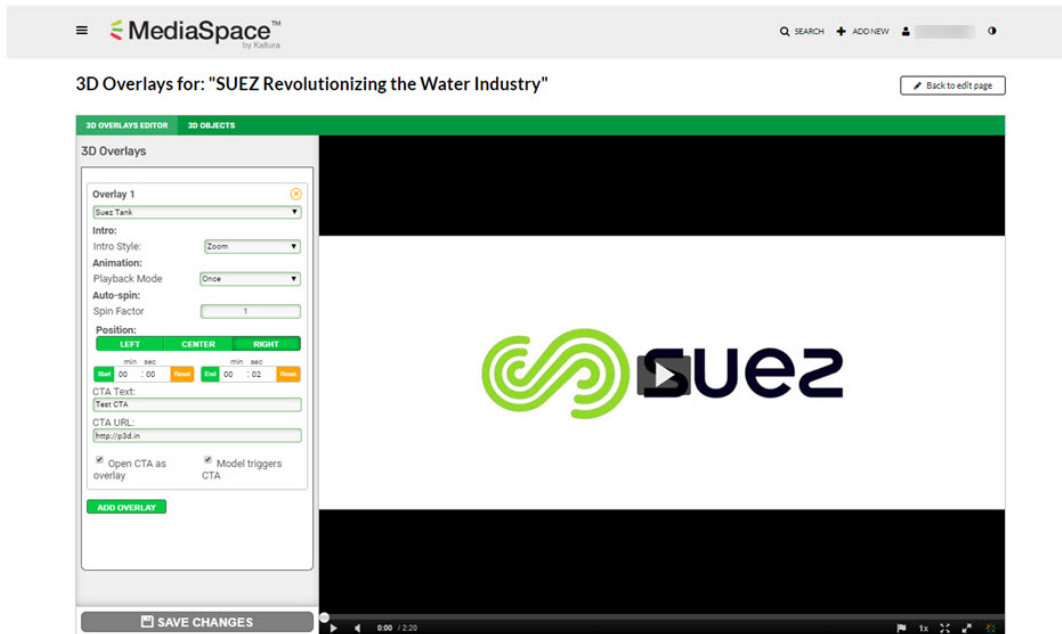 MediaSpace™
by Kaltura
SEARCH ADD NEW
3D Overlays for: "SUEZ Revolutionizing the Water Industry"
Back to edit page
3D OVERLAYS EDITOR 3D OBJECTS
3D Overlays
Overlay 1
Suez Tank
Intro:
Intro Style: Zoom
Animation:
Playback Mode Once
Auto-spin:
Spin Factor 1
Position:
LEFT CENTER RIGHT
min sec min sec
Start 00 : 00 Reset End 00 : 02 Reset
CTA Text:
Test CTA
CTA URL:
http://p3d.in
Open CTA as overlay
Model triggers CTA
ADD OVERLAY
SAVE CHANGES
suez
0:00 / 2:20 1x